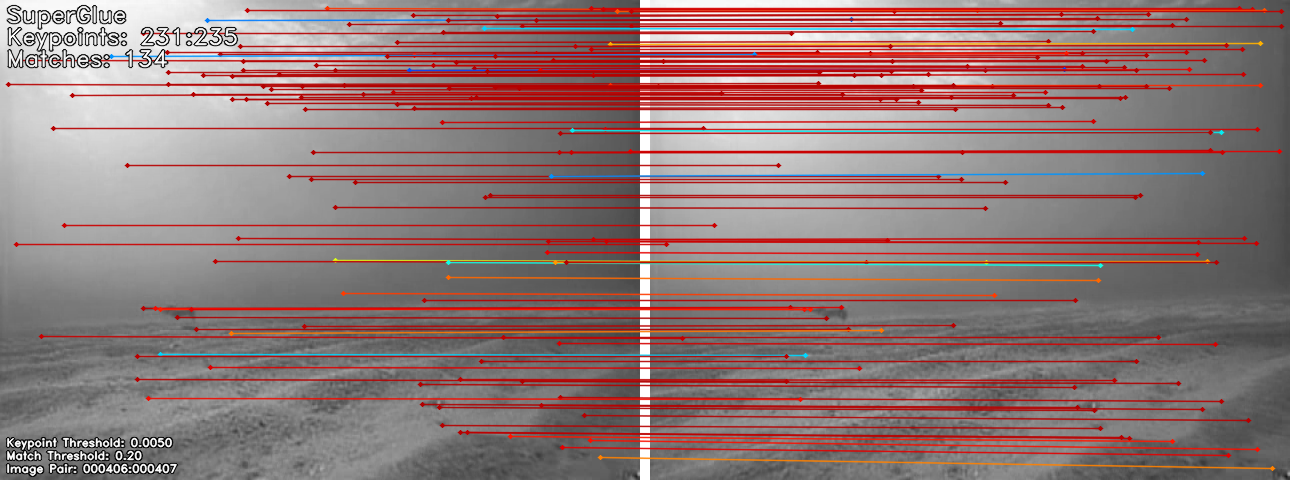 SuperGlue
Keypoints: 231:235
Matches: 134
Keypoint Threshold: 0.0050
Match Threshold: 0.20
Image Pair: 000406:000407